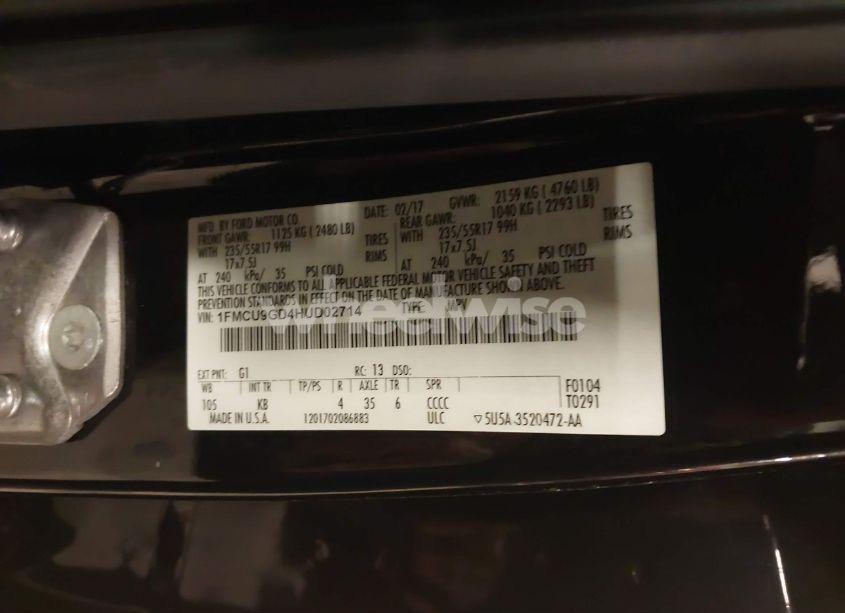 MFD. BY FORD MOTOR CO. DATE: 02/17 GVWR: 2159 KG ( 4760 LB)
FRONT GAWR: 1125 KG ( 2480 LB) REAR GAWR: 1040 KG ( 2293 LB)
WITH 235/55R17 99H TIRES WITH 235/55R17 99H TIRES
17x7.5J RIMS 17x7.5J RIMS
AT 240 kPa/ 35 PSI COLD AT 240 kPa/ 35 PSI COLD
THIS VEHICLE CONFORMS TO ALL APPLICABLE FEDERAL MOTOR VEHICLE SAFETY AND THEFT
PREVENTION STANDARDS IN EFFECT ON THE DATE OF MANUFACTURE SHOWN ABOVE.
VIN: 1FMCU9GD4HUD02714 TYPE: MPV
wheelwise
EXT PNT: G1 RC: 13 DSO:
WB INT TR TP/PS R AXLE TR SPR F0104
105 KB 4 35 6 CCCC T0291
MADE IN U.S.A. 1201702086883 ULC ▽5U5A-3520472-AA